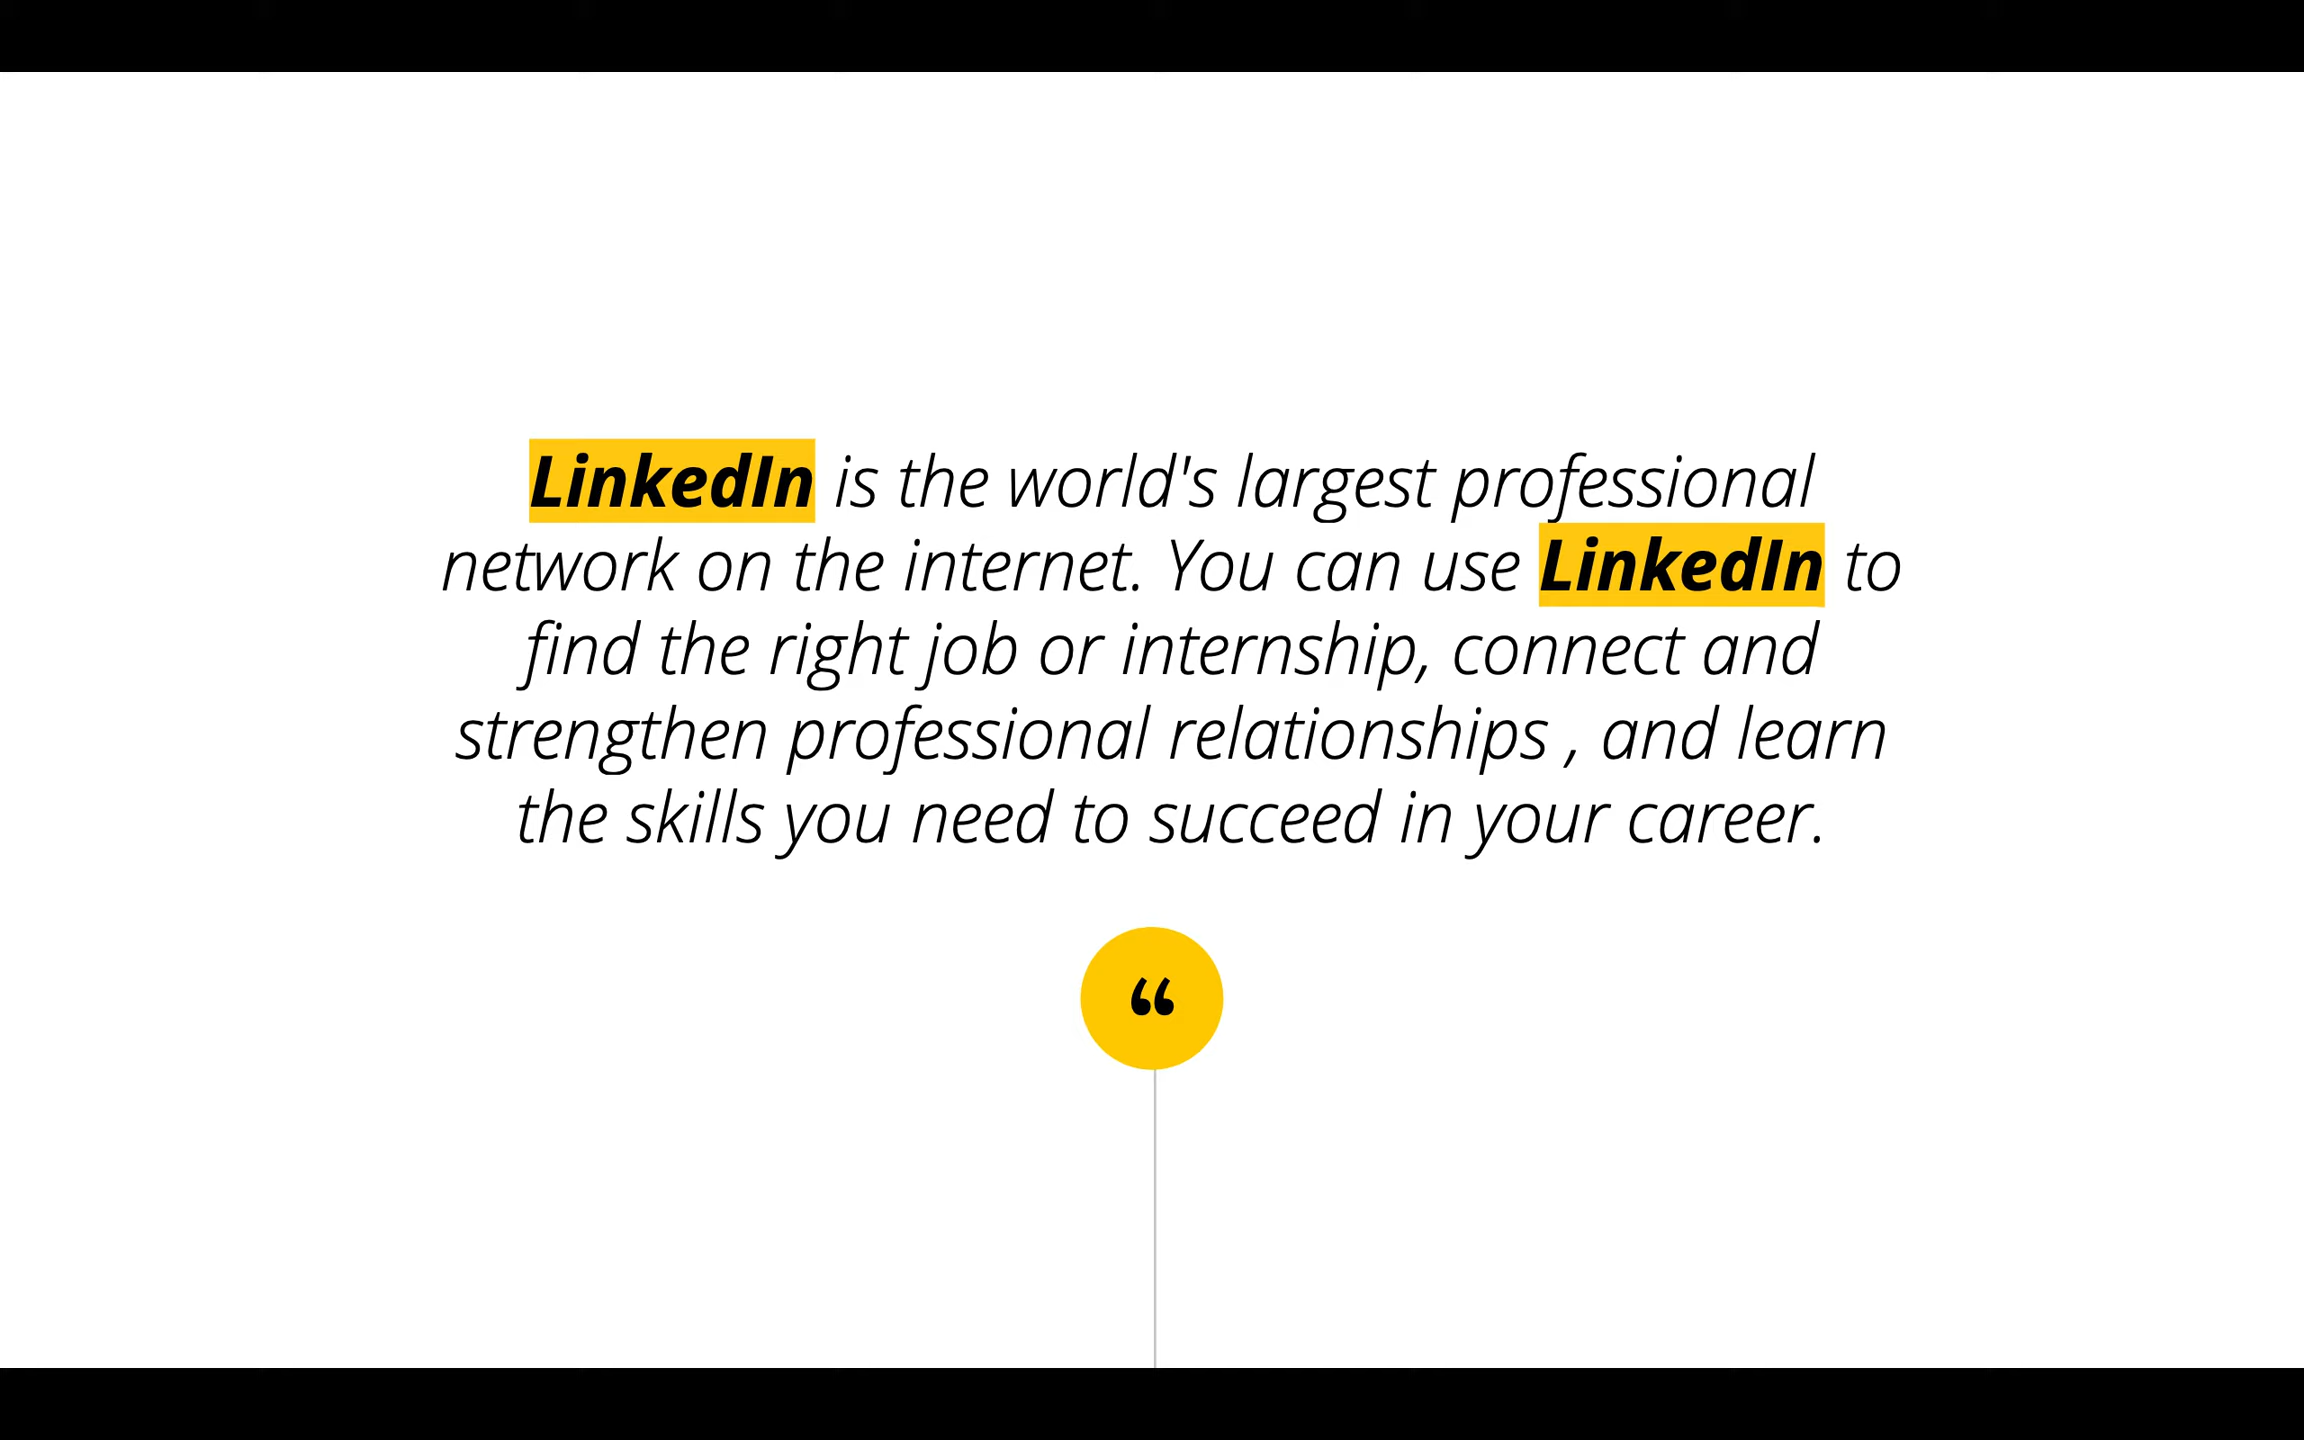 LinkedIn is the world's largest professional
network on the internet. You can use LinkedIn to
find the right job or internship, connect and
strengthen professional relationships , and learn
the skills you need to succeed in your career.
“